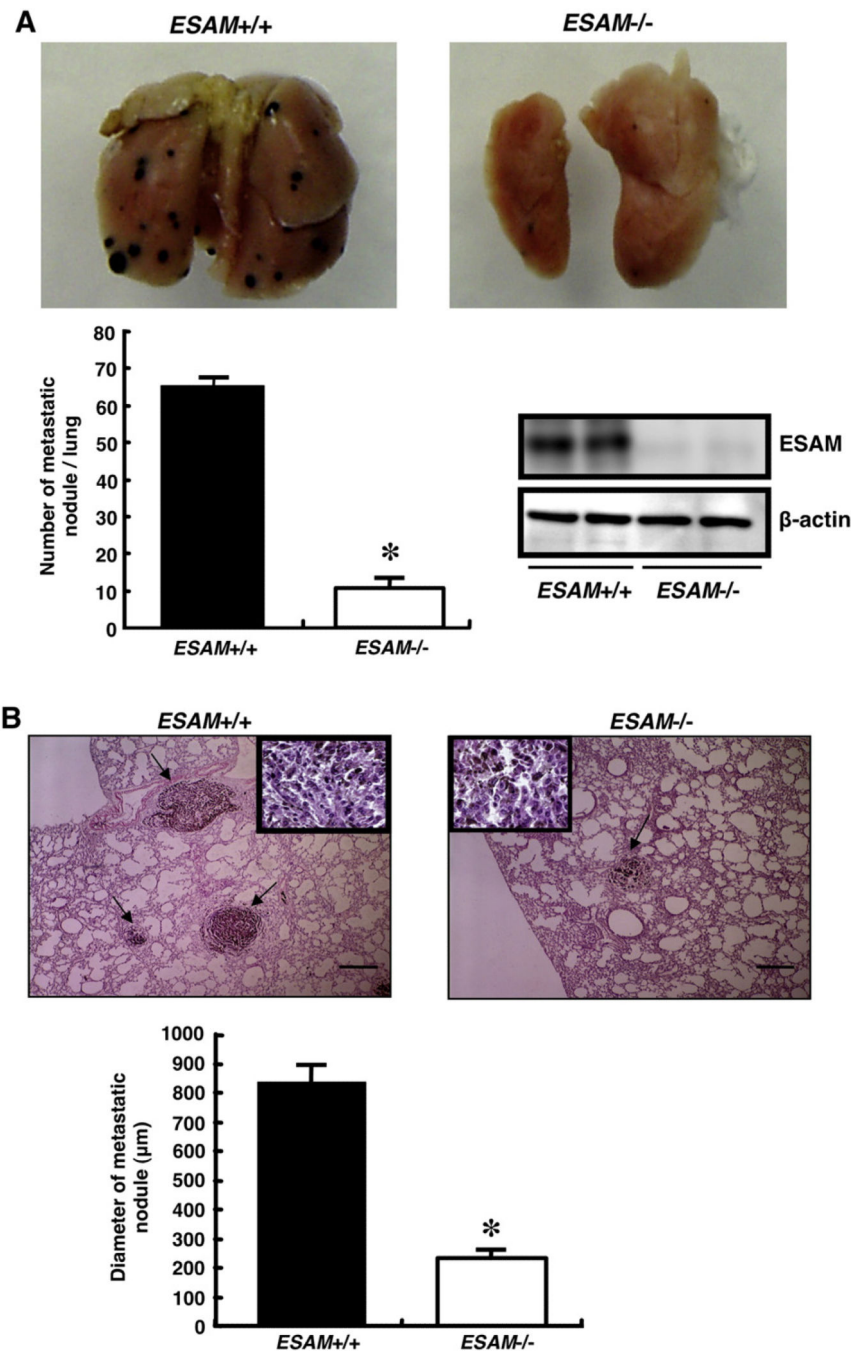 A
ESAM+/+
ESAM-/-
80
70
60
50
40
30
20
10
0
Number of metastatic
nodule / lung
*
ESAM+/+
ESAM-/-
ESAM
β-actin
ESAM+/+
ESAM-/-
B
ESAM+/+
ESAM-/-
1000
900
800
700
600
500
400
300
200
100
0
Diameter of metastatic
nodule (μm)
*
ESAM+/+
ESAM-/-